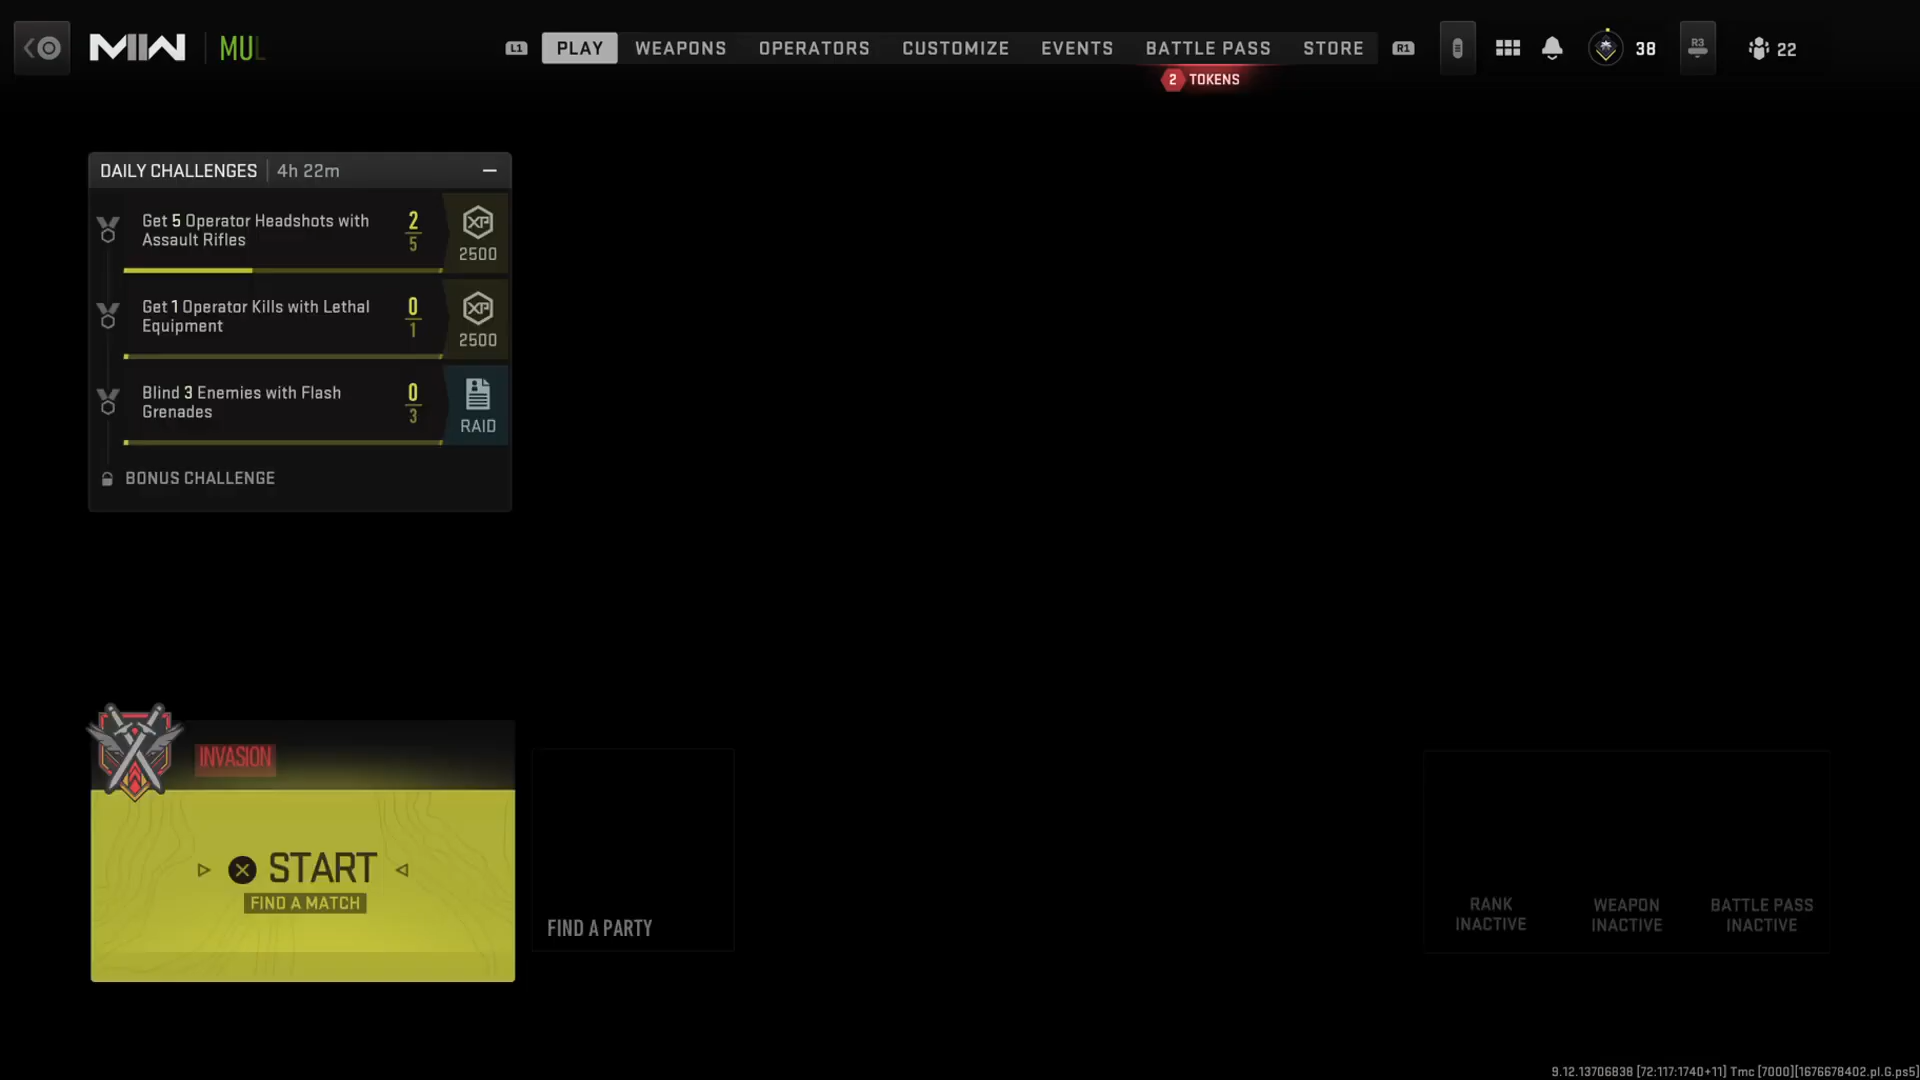 MW MUL
L1 PLAY WEAPONS OPERATORS CUSTOMIZE EVENTS BATTLE PASS STORE R1 38 R3 22
2 TOKENS
DAILY CHALLENGES 4h 22m
Get 5 Operator Headshots with
Assault Rifles
2
5
XP
2500
Get 1 Operator Kills with Lethal
Equipment
0
1
XP
2500
Blind 3 Enemies with Flash
Grenades
0
3
RAID
BONUS CHALLENGE
INVASION
START
FIND A MATCH
FIND A PARTY
RANK
INACTIVE
WEAPON
INACTIVE
BATTLE PASS
INACTIVE
9.12.13706838 [72:117:1740+11] Tmc [7000][1676678402.pl.G.ps5]